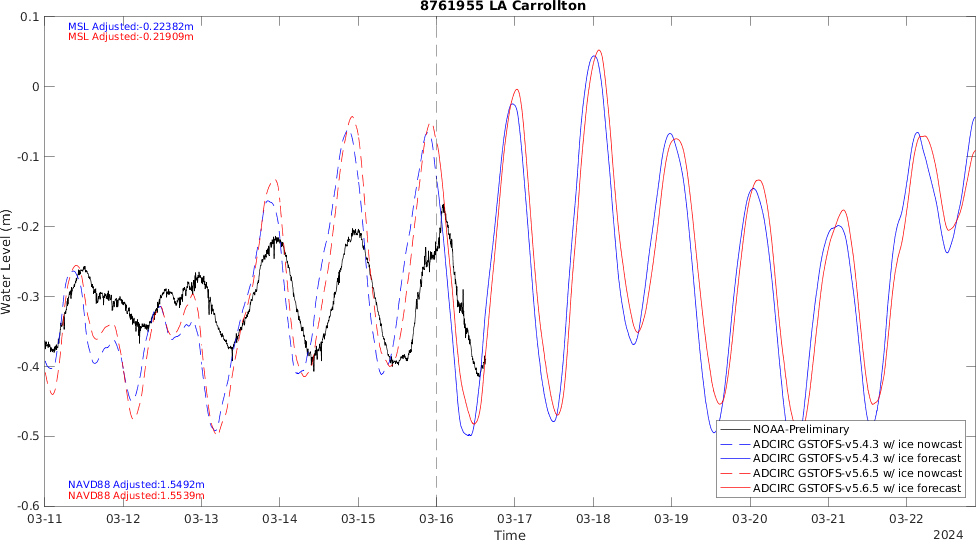 8761955 LA Carrollton
MSL Adjusted:-0.22382m
MSL Adjusted:-0.21909m
0.1
0
-0.1
-0.2
-0.3
-0.4
-0.5
-0.6
Water Level (m)
NOAA-Preliminary
ADCIRC GSTOFS-v5.4.3 w/ ice nowcast
ADCIRC GSTOFS-v5.4.3 w/ ice forecast
ADCIRC GSTOFS-v5.6.5 w/ ice nowcast
ADCIRC GSTOFS-v5.6.5 w/ ice forecast
NAVD88 Adjusted:1.5492m
NAVD88 Adjusted:1.5539m
03-11 03-12 03-13 03-14 03-15 03-16 03-17 03-18 03-19 03-20 03-21 03-22
Time
2024